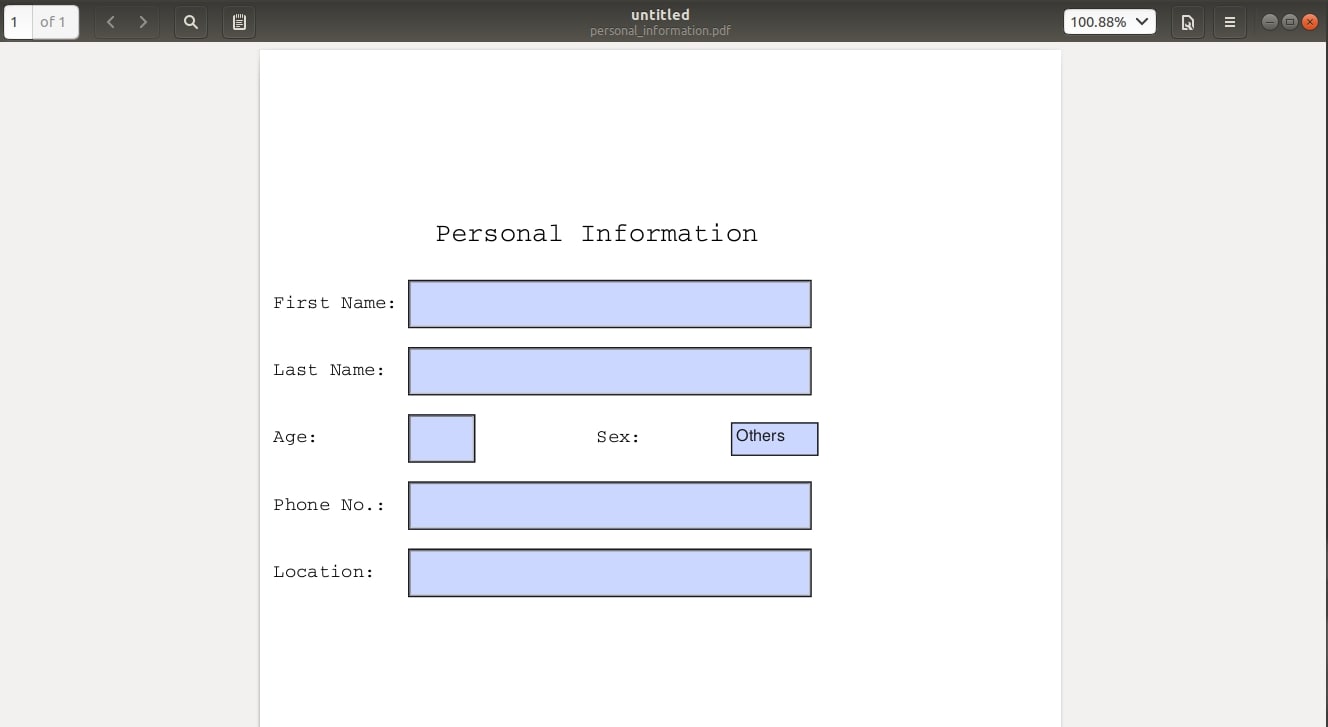 1 of 1
untitled
personal_information.pdf
100.88%
Personal Information
First Name:
Last Name:
Age: Sex: Others
Phone No.:
Location: